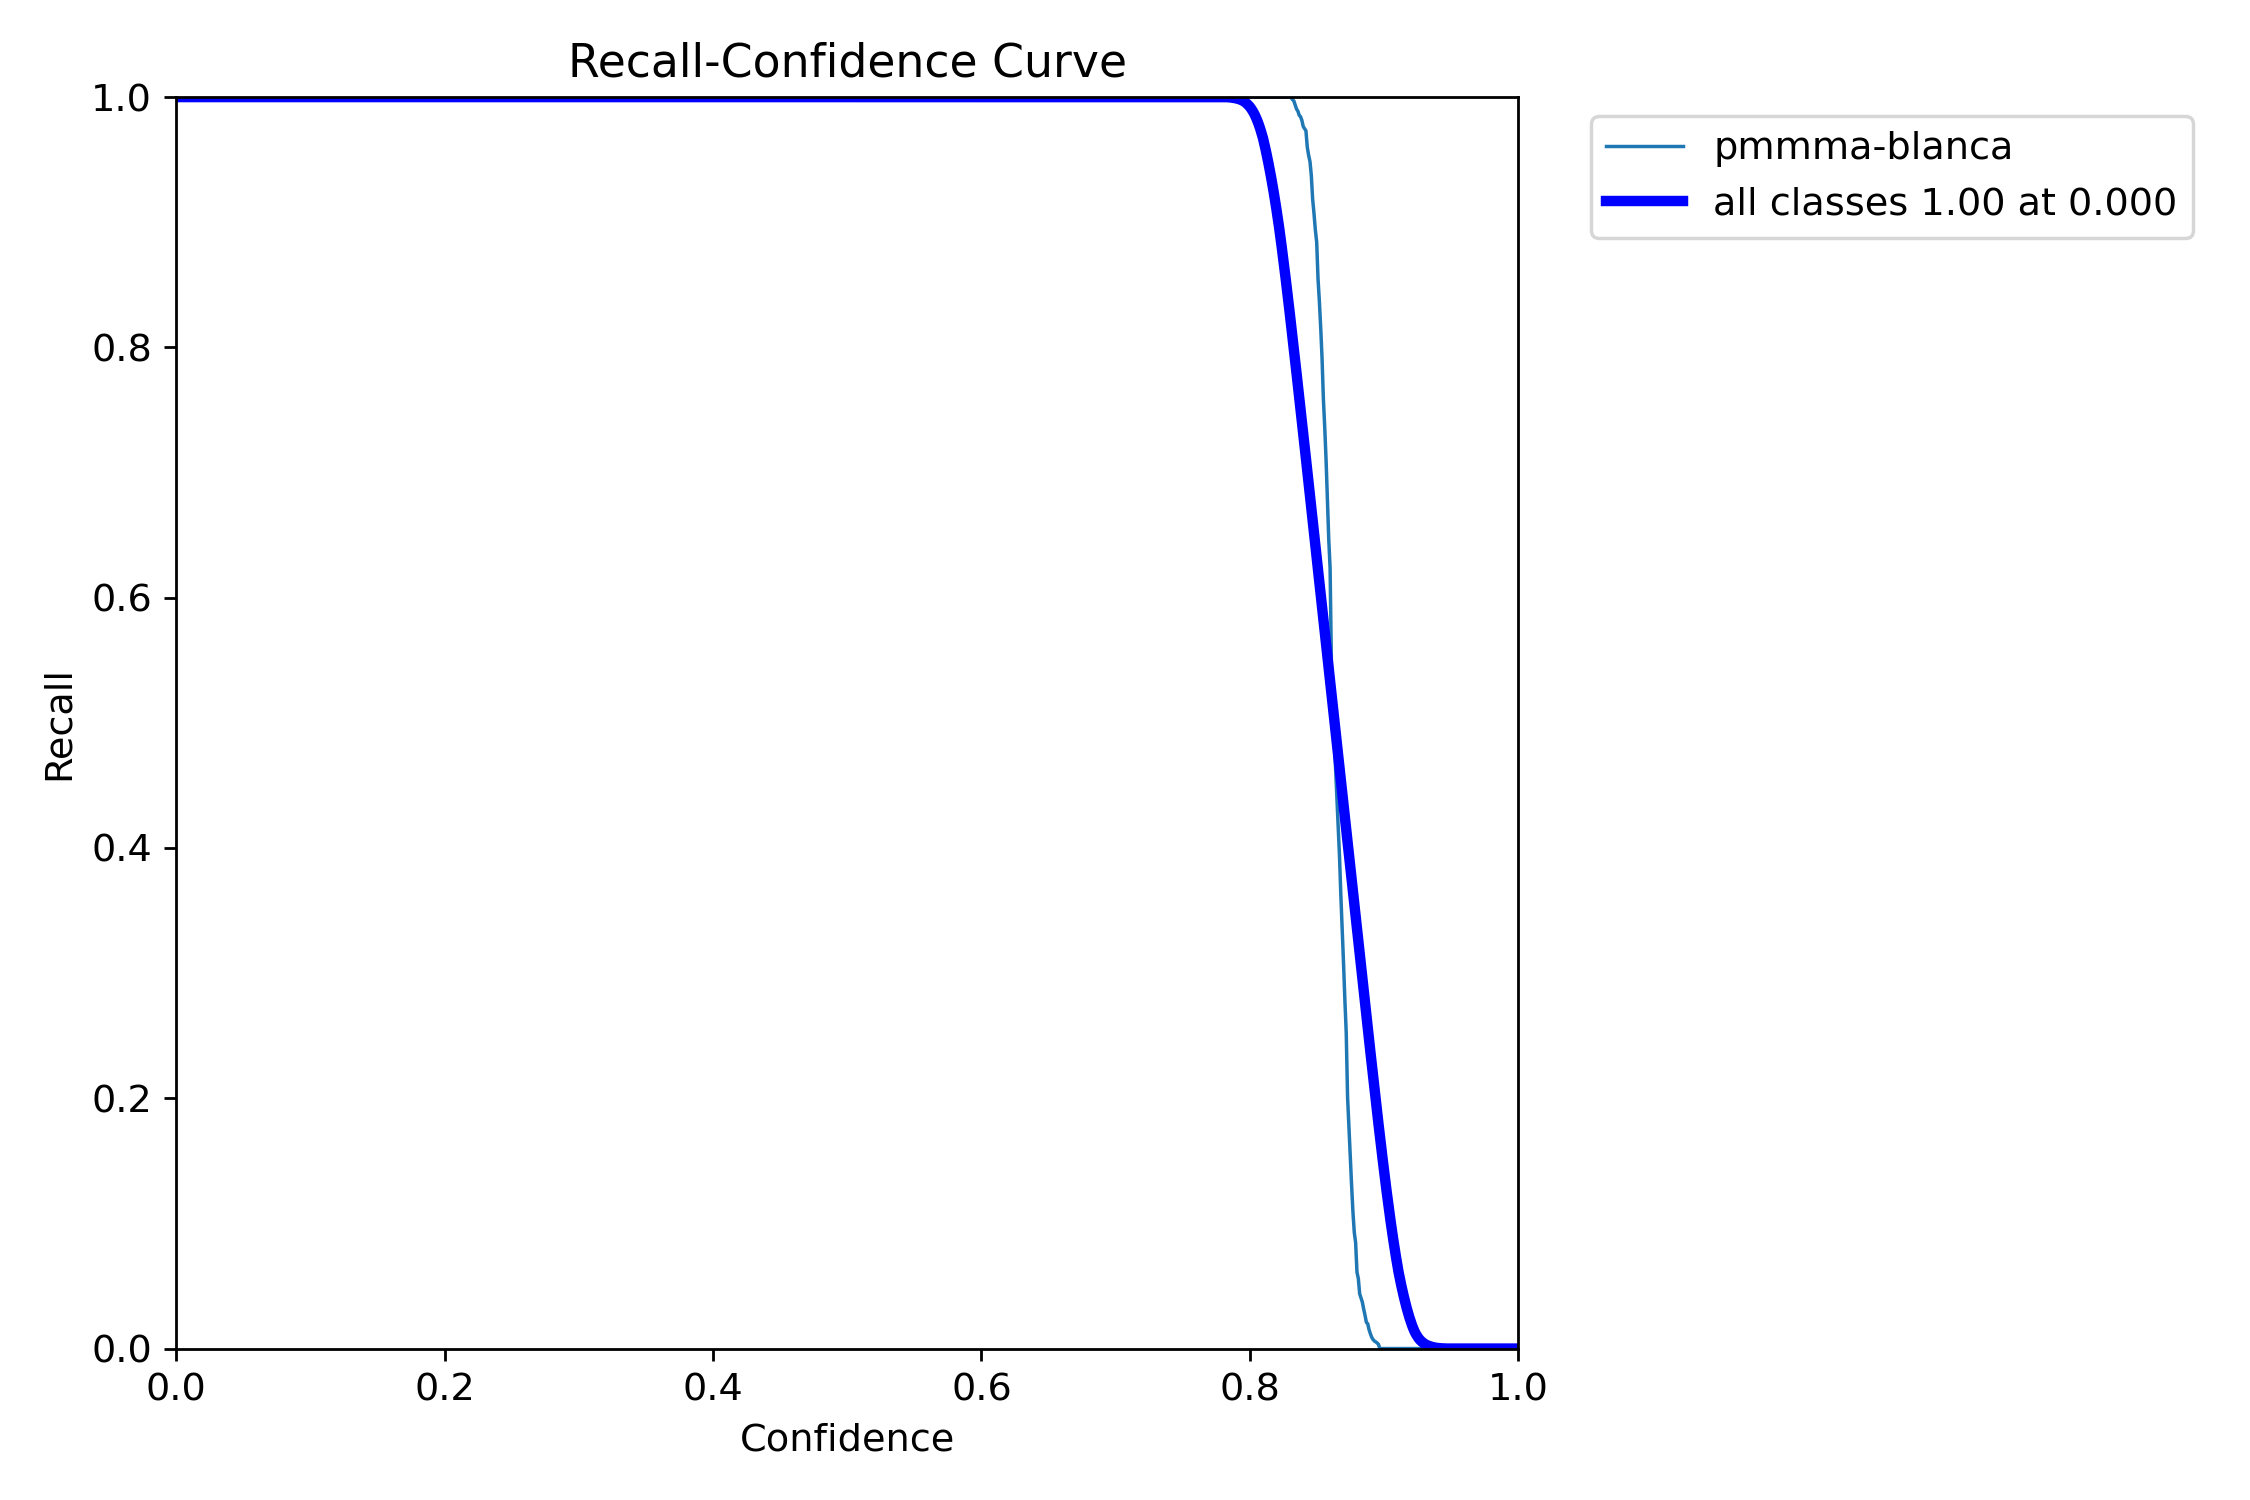 Recall-Confidence Curve
1.0
0.8
0.6
0.4
0.2
0.0
Recall
0.0 0.2 0.4 0.6 0.8 1.0
Confidence
pmmma-blanca
all classes 1.00 at 0.000